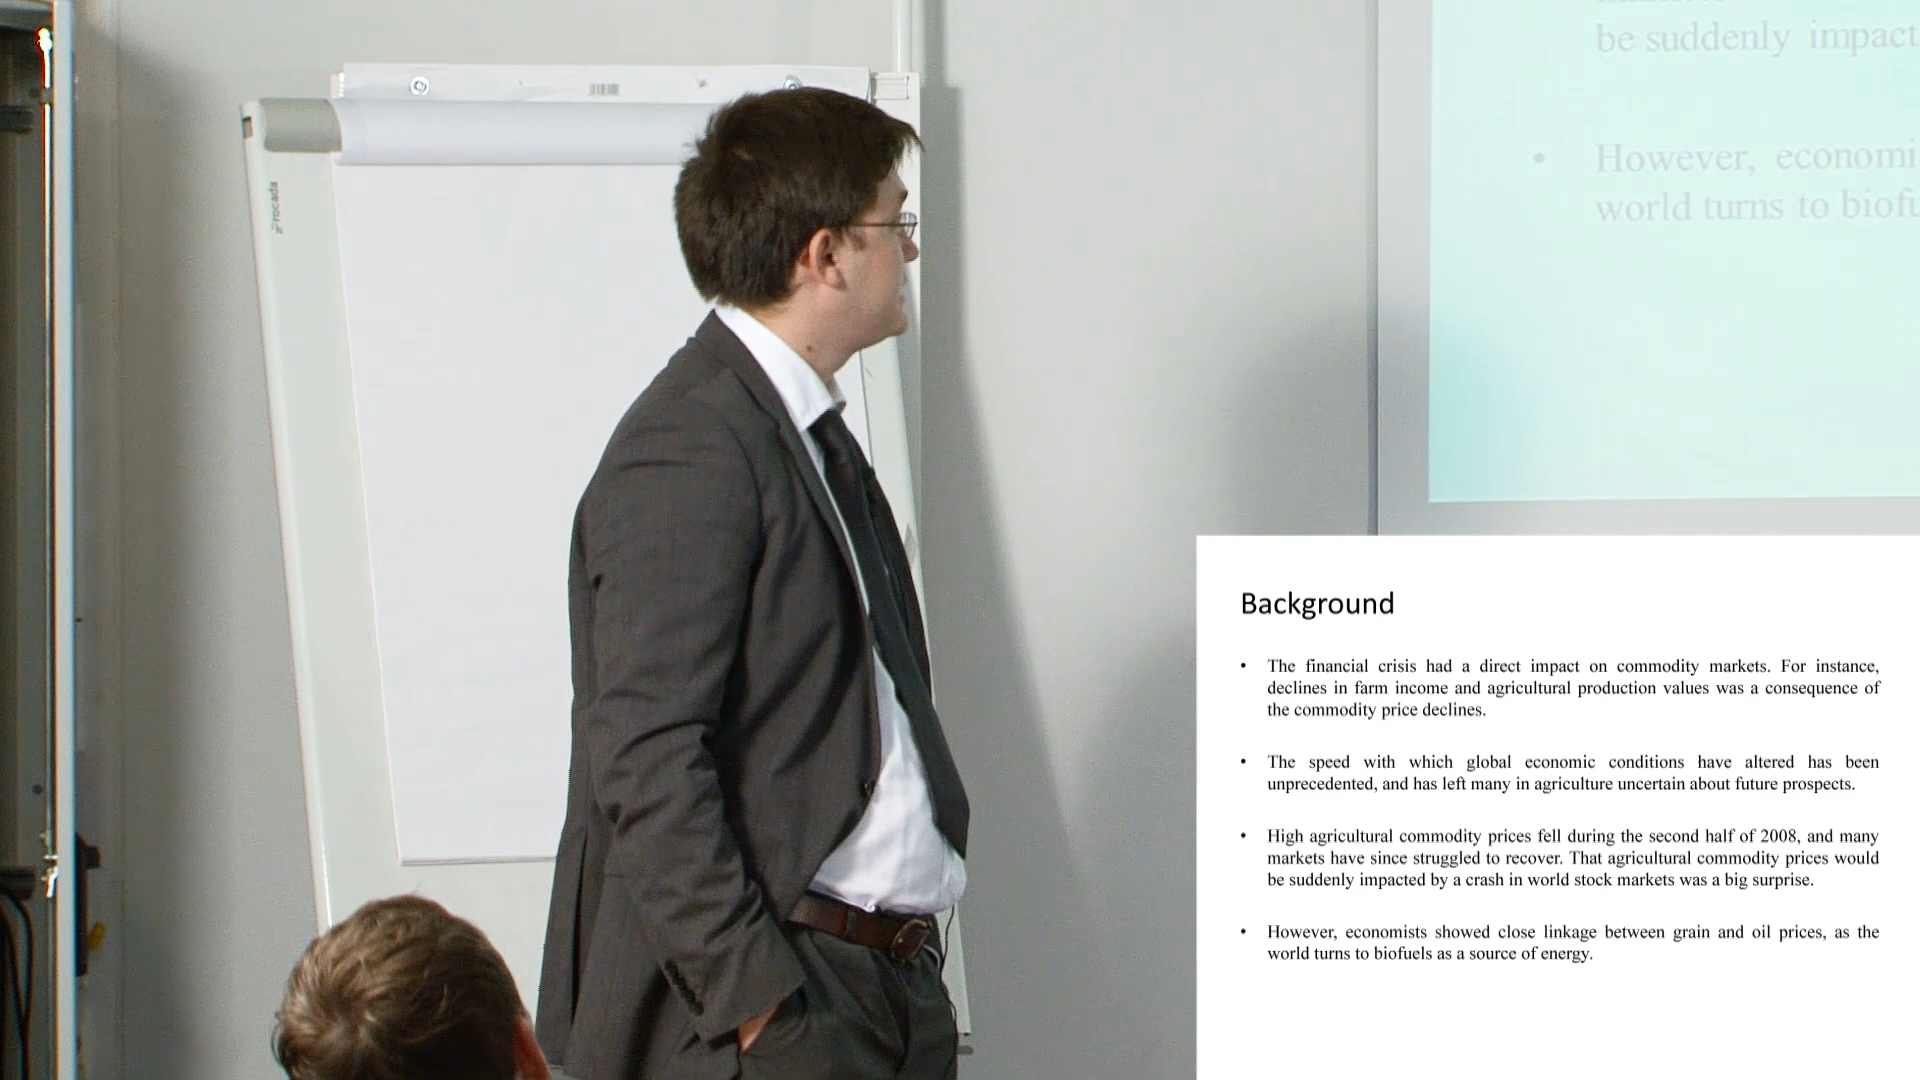 rocada
be suddenly impact
However, economi
world turns to biofu
Background
• The financial crisis had a direct impact on commodity markets. For instance,
declines in farm income and agricultural production values was a consequence of
the commodity price declines.
• The speed with which global economic conditions have altered has been
unprecedented, and has left many in agriculture uncertain about future prospects.
• High agricultural commodity prices fell during the second half of 2008, and many
markets have since struggled to recover. That agricultural commodity prices would
be suddenly impacted by a crash in world stock markets was a big surprise.
• However, economists showed close linkage between grain and oil prices, as the
world turns to biofuels as a source of energy.